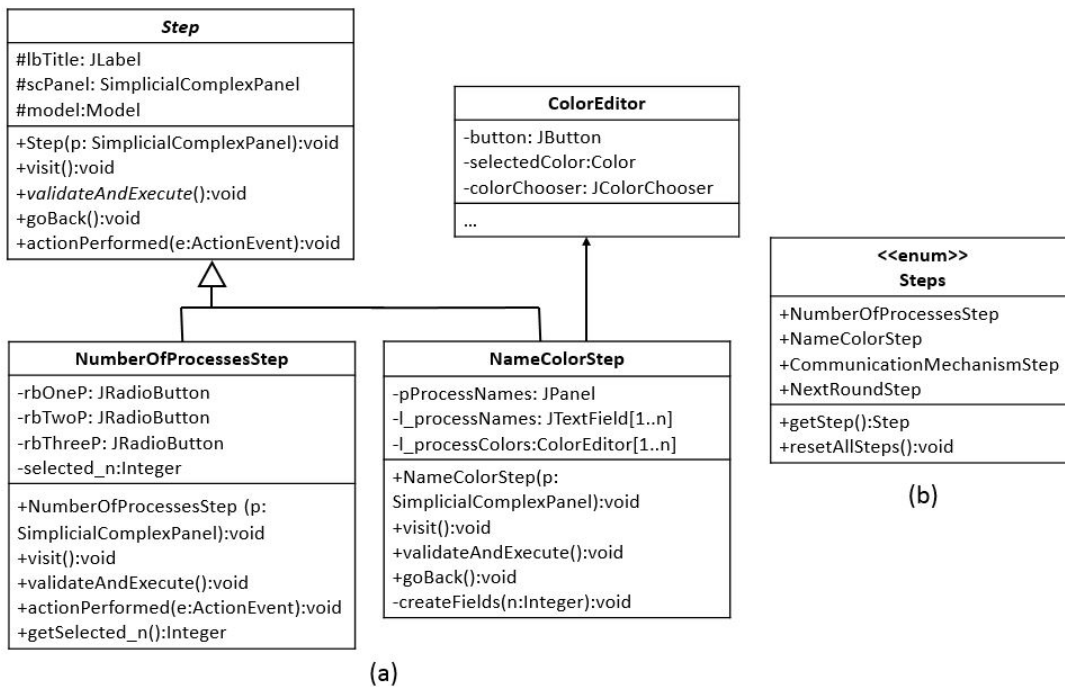 Step
#lbTitle: JLabel
#scPanel: SimplicialComplexPanel
#model:Model
+Step(p: SimplicialComplexPanel):void
+visit():void
+validateAndExecute():void
+goBack():void
+actionPerformed(e:ActionEvent):void
ColorEditor
-button: JButton
-selectedColor:Color
-colorChooser: JColorChooser
...
NumberOfProcessesStep
-rbOneP: JRadioButton
-rbTwoP: JRadioButton
-rbThreeP: JRadioButton
-selected_n:Integer
+NumberOfProcessesStep (p:
SimplicialComplexPanel):void
+visit():void
+validateAndExecute():void
+actionPerformed(e:ActionEvent):void
+getSelected_n():Integer
NameColorStep
-pProcessNames: JPanel
-l_processNames: JTextField[1..n]
-l_processColors:ColorEditor[1..n]
+NameColorStep(p:
SimplicialComplexPanel):void
+visit():void
+validateAndExecute():void
+goBack():void
-createFields(n:Integer):void
(a)
<<enum>>
Steps
+NumberOfProcessesStep
+NameColorStep
+CommunicationMechanismStep
+NextRoundStep
+getStep():Step
+resetAllSteps():void
(b)